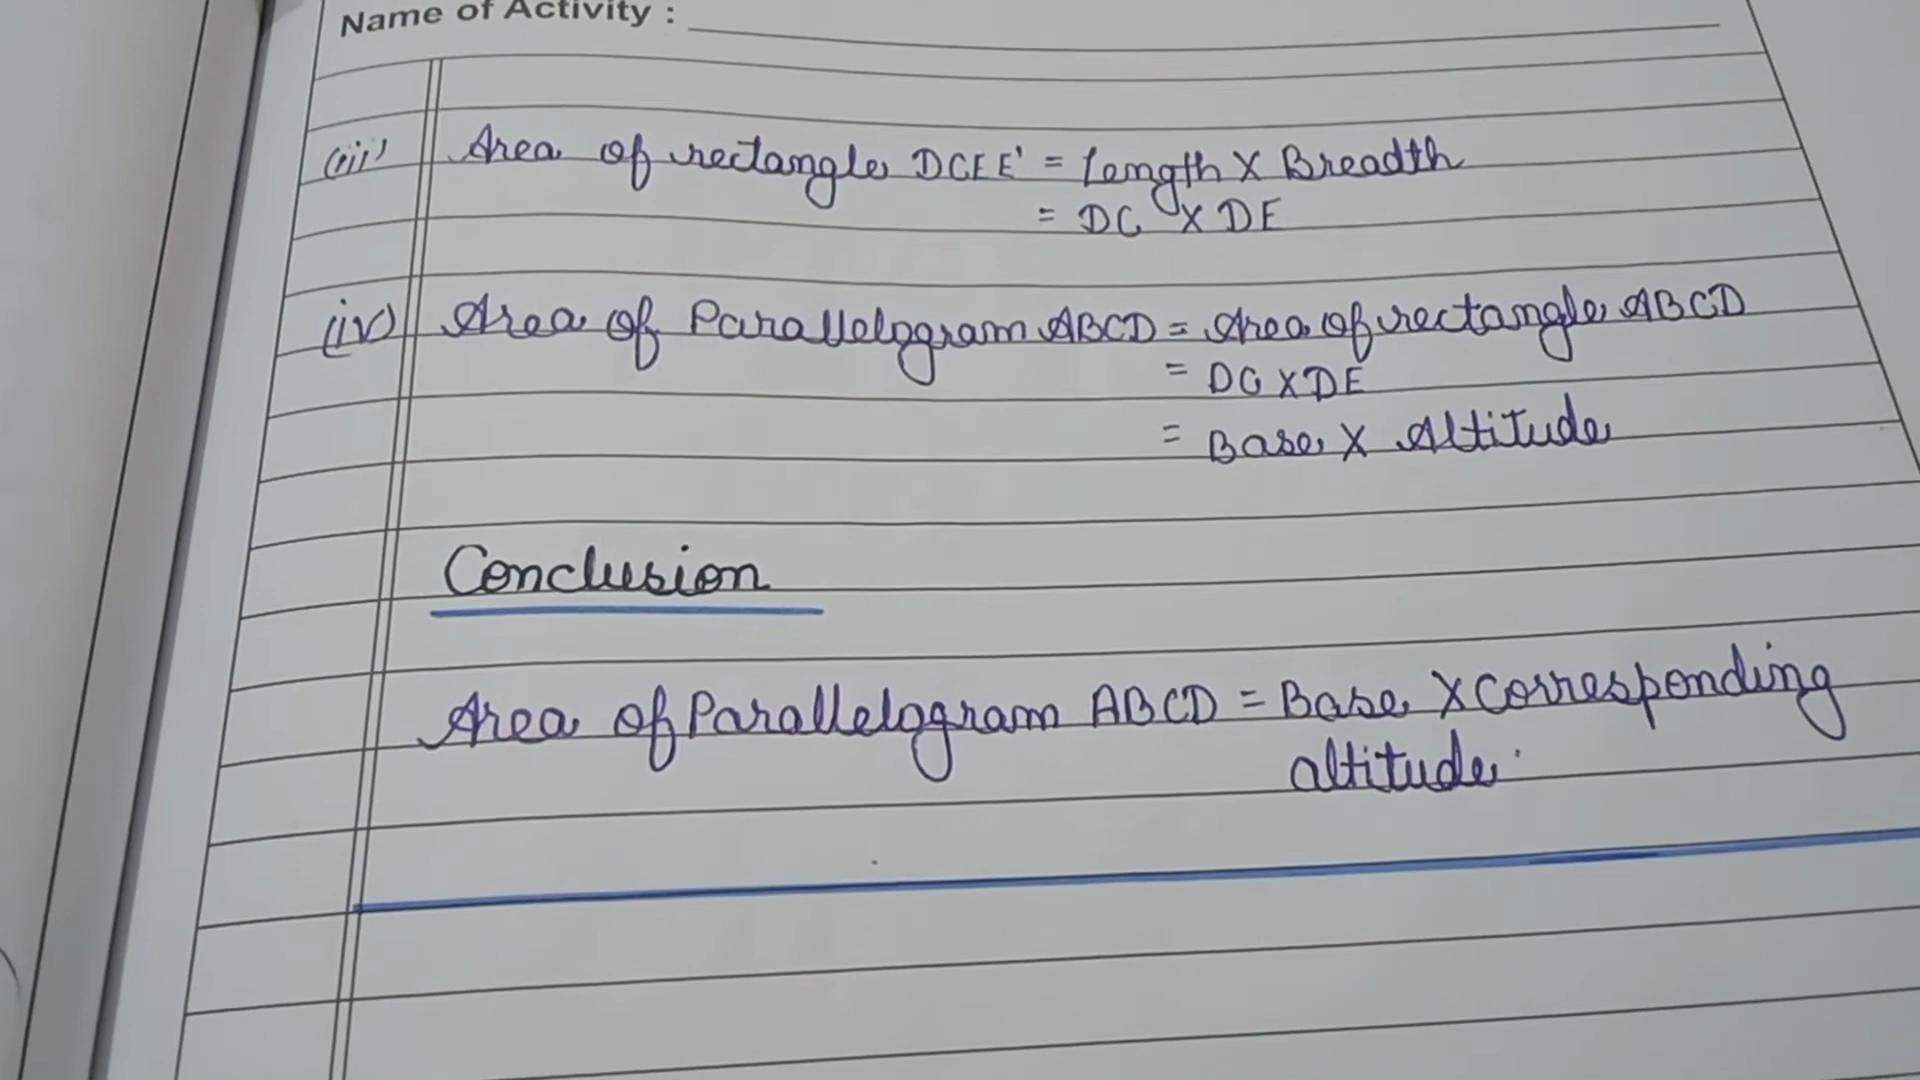 Name of Activity :
(iii) Area of rectangle DCEE' = Length X Breadth
= DC X DE
(iv) Area of Parallelogram ABCD = Area of rectangle ABCD
= DC X DE
= Base X Altitude
Conclusion
Area of Parallelogram ABCD = Base X Corresponding
altitude.